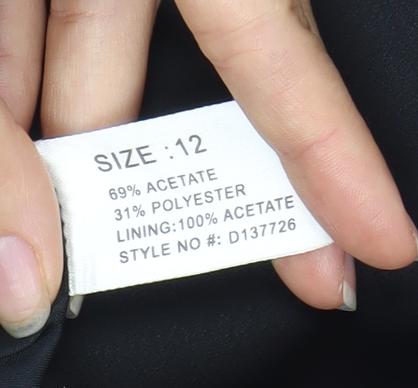 SIZE : 12
69% ACETATE
31% POLYESTER
LINING:100% ACETATE
STYLE NO #: D137726